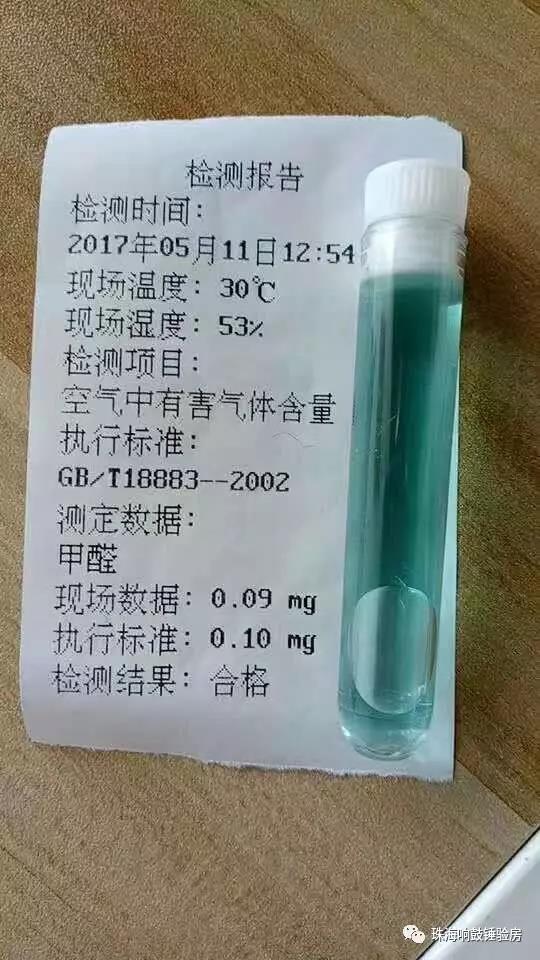 检测报告
检测时间:
2017年05月11日12:54
现场温度: 30℃
现场湿度: 53%
检测项目:
空气中有害气体含量
执行标准:
GB/T18883--2002
测定数据:
甲醛
现场数据: 0.09 mg
执行标准: 0.10 mg
检测结果: 合格
珠海响鼓锤验房